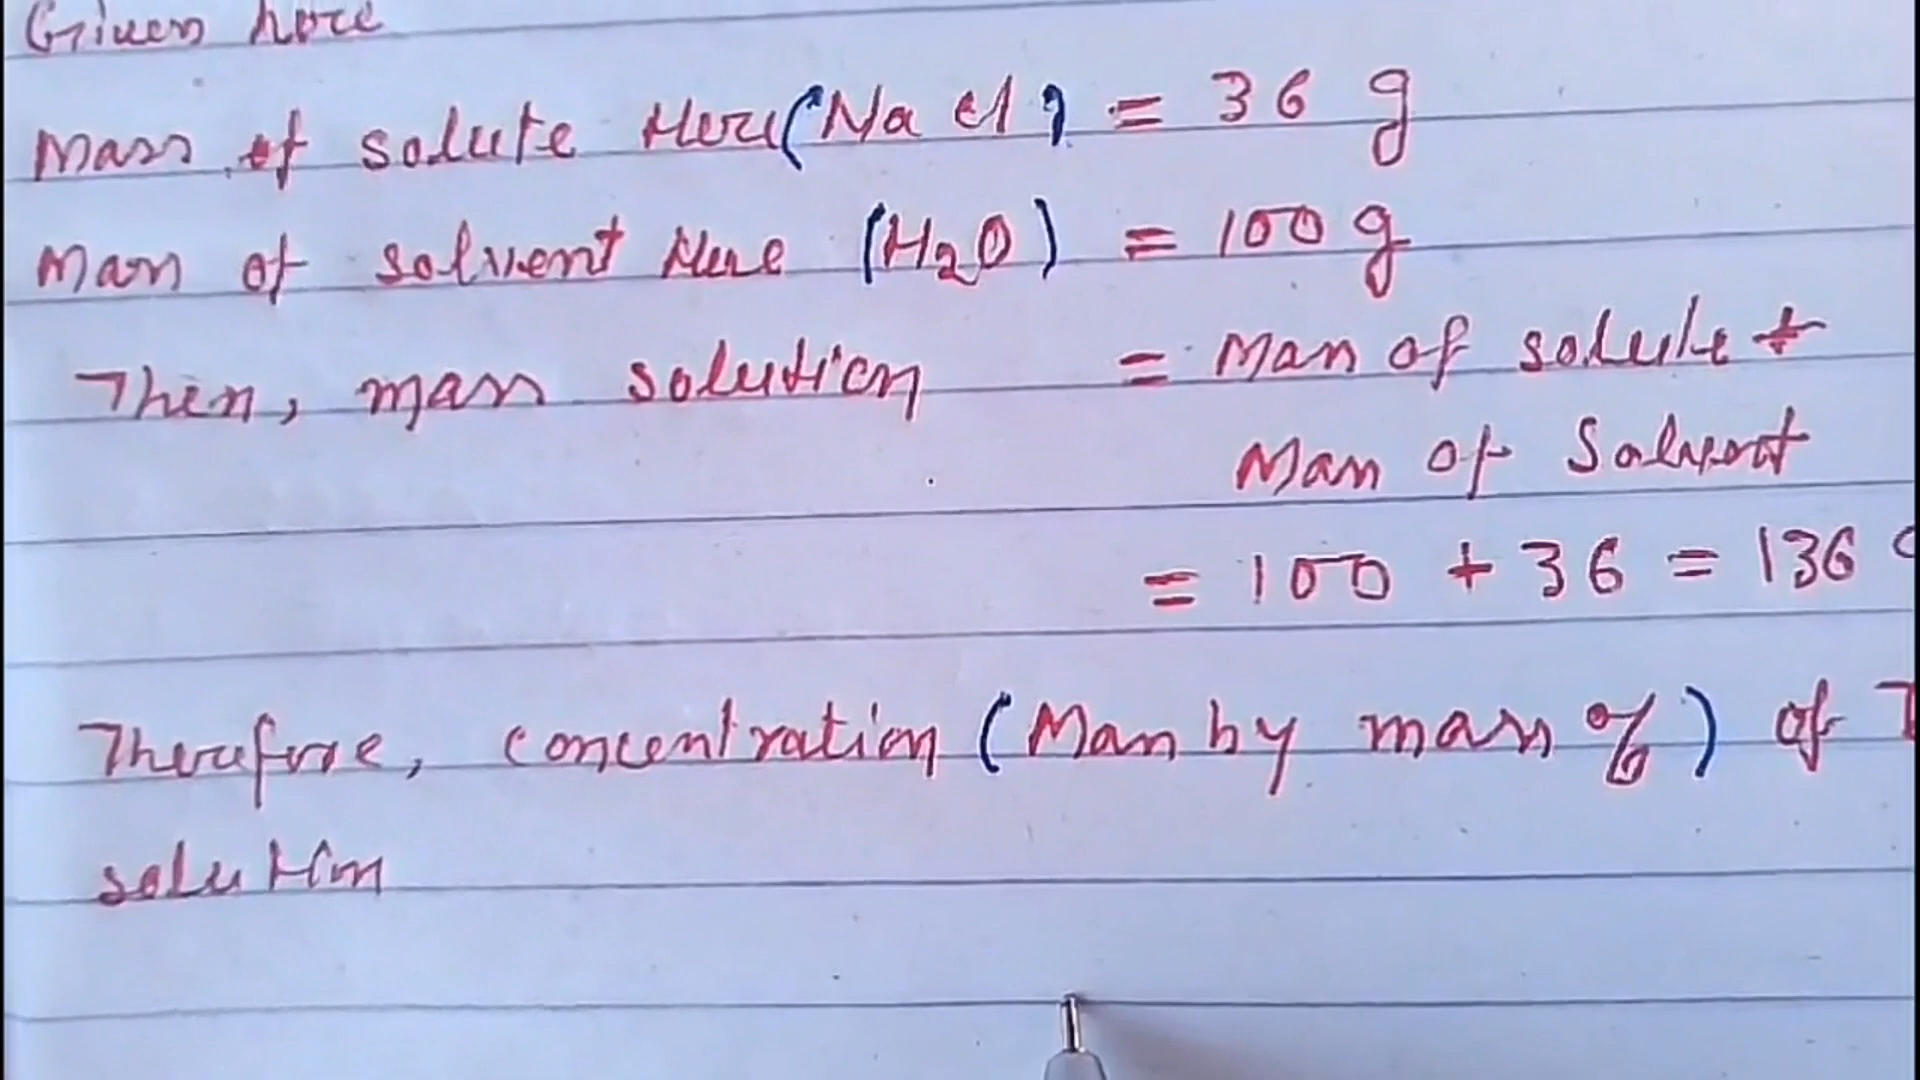 Given here
Mass of solute Here (NaCl) = 36 g
Mass of solvent Here (H2O) = 100 g
Then, mass solution = Mass of solute +
Mass of Solvent
= 100 + 36 = 136
Therefore, concentration (Mass by mass %) of
solution